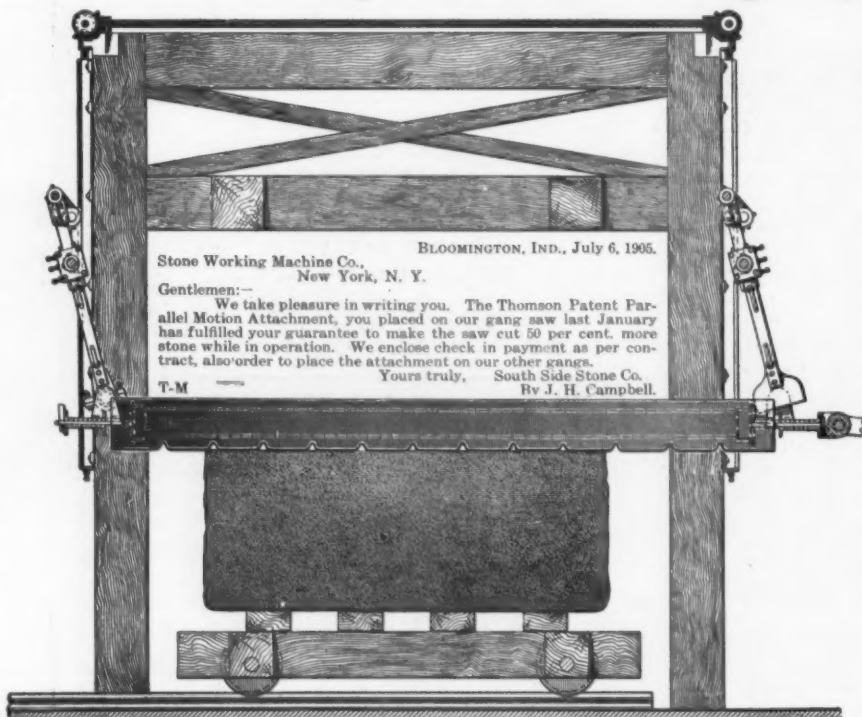 BLOOMINGTON, IND., July 6, 1905.
Stone Working Machine Co.,
New York, N. Y.
Gentlemen:—
We take pleasure in writing you. The Thomson Patent Par-
allel Motion Attachment, you placed on our gang saw last January
has fulfilled your guarantee to make the saw cut 50 per cent. more
stone while in operation. We enclose check in payment as per con-
tract, also order to place the attachment on our other gangs.
Yours truly, South Side Stone Co.
T-M By J. H. Campbell.